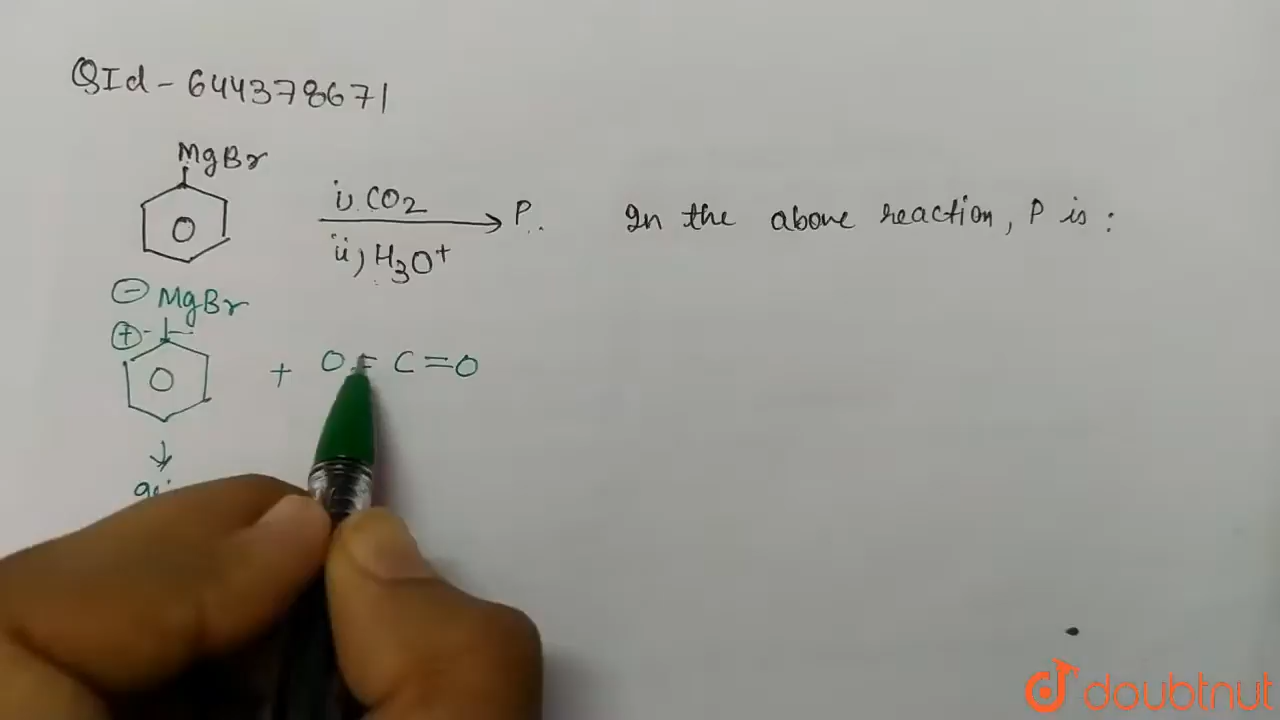 QId - 644378671
MgBr
i) CO2
ii) H3O+
P.
In the above reaction, P is :
⊖ MgBr
⊕
+ O = C = O
doubtnut